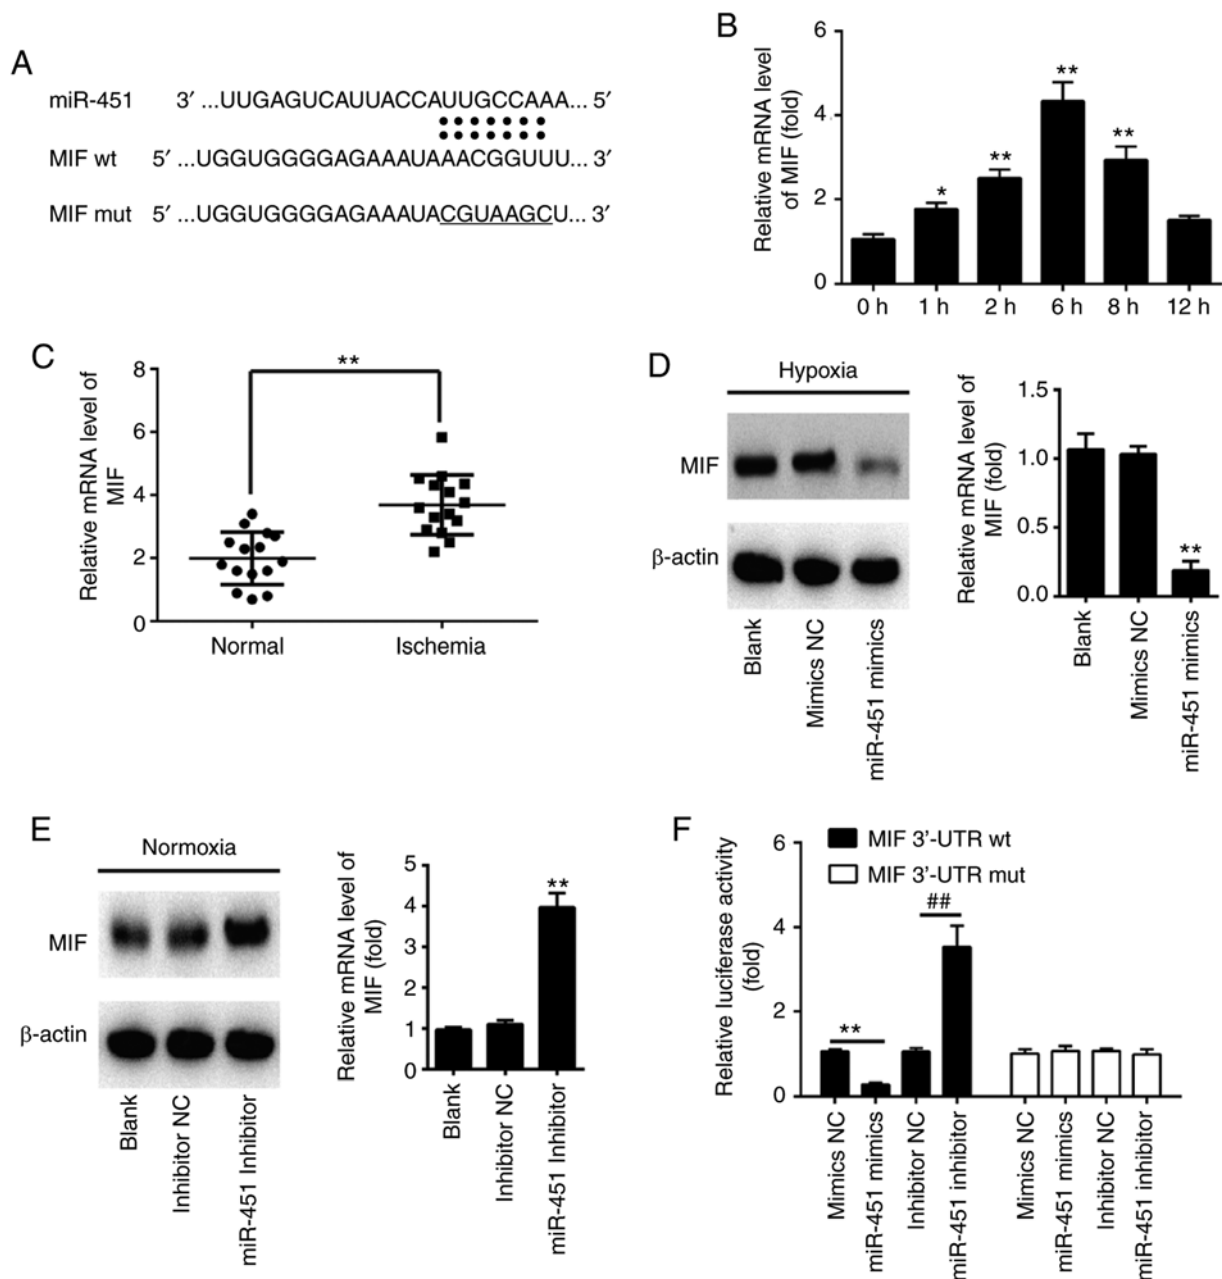 A
miR-451 3′ ...UUGAGUCAUUACCAUUGCCAAA... 5′
MIF wt 5′ ...UGGUGGGGAGAAAUAAACGGUUU... 3′
MIF mut 5′ ...UGGUGGGGAGAAAUACGUAAGCU... 3′
B
Relative mRNA level
of MIF (fold)
6
4
2
0
*
**
**
**
0 h 1 h 2 h 6 h 8 h 12 h
C
Relative mRNA level of
MIF
8
6
4
2
0
**
Normal Ischemia
D
Hypoxia
MIF
β-actin
Blank
Mimics NC
miR-451 mimics
Relative mRNA level of
MIF (fold)
1.5
1.0
0.5
0.0
**
Blank
Mimics NC
miR-451 mimics
E
Normoxia
MIF
β-actin
Blank
Inhibitor NC
miR-451 Inhibitor
Relative mRNA level of
MIF (fold)
5
4
3
2
1
0
**
Blank
Inhibitor NC
miR-451 Inhibitor
F
MIF 3’-UTR wt
MIF 3’-UTR mut
Relative luciferase activity
(fold)
6
4
2
0
**
##
Mimics NC
miR-451 mimics
Inhibitor NC
miR-451 inhibitor
Mimics NC
miR-451 mimics
Inhibitor NC
miR-451 inhibitor